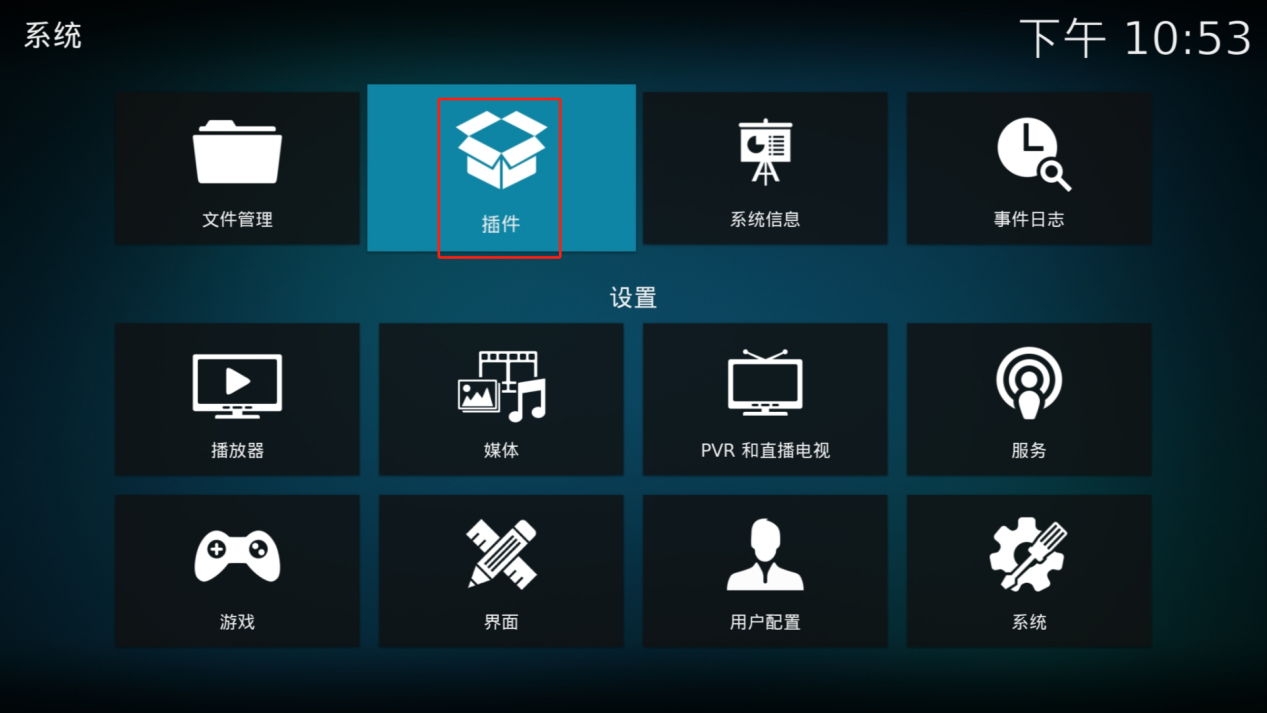 系统
下午 10:53
文件管理
插件
系统信息
事件日志
设置
播放器
媒体
PVR 和直播电视
服务
游戏
界面
用户配置
系统